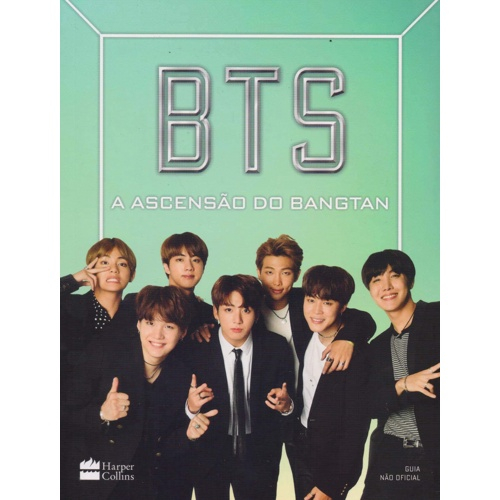 BTS
A ASCENSÃO DO BANGTAN
Harper
Collins
GUIA
NÃO OFICIAL